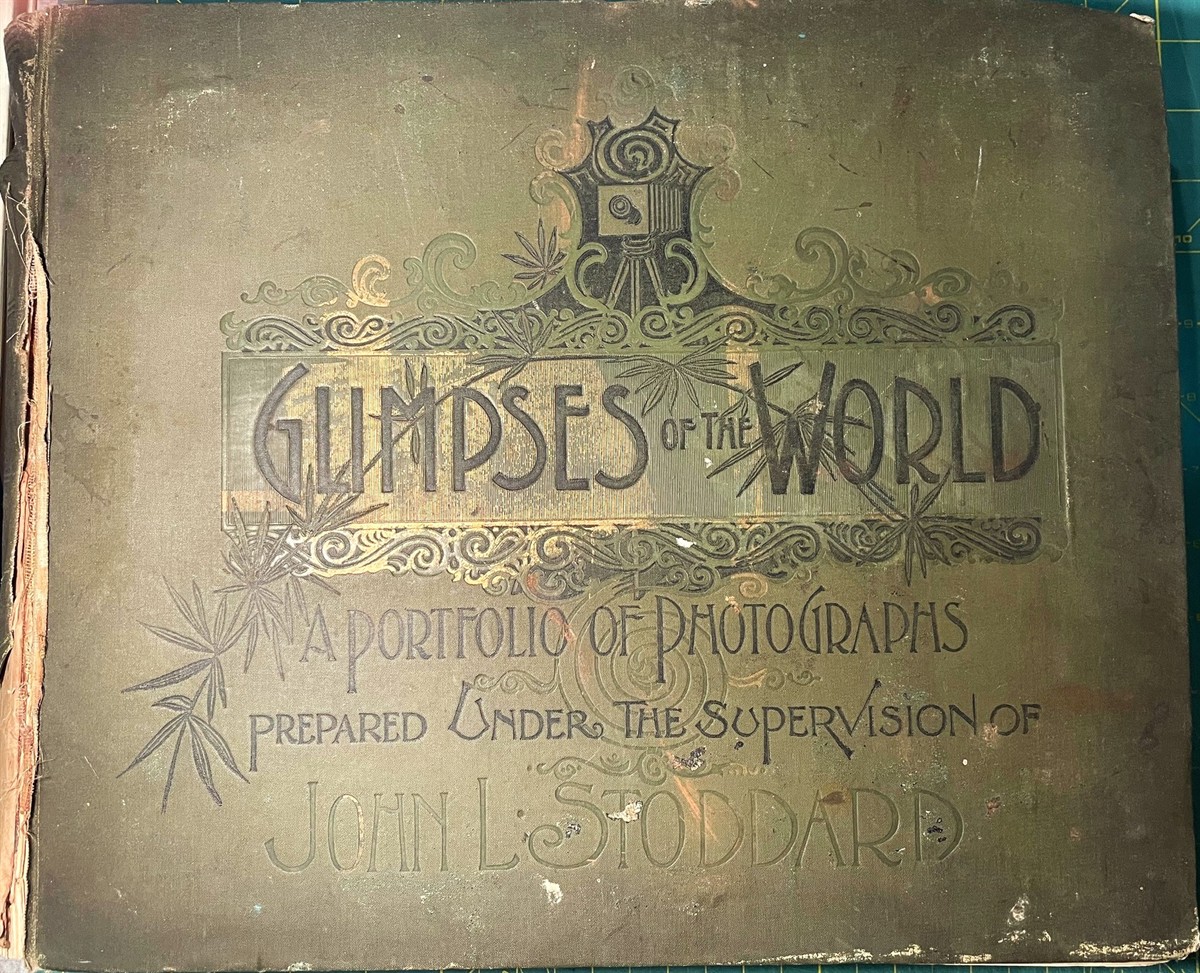 GLIMPSES OF THE WORLD
A PORTFOLIO OF PHOTOGRAPHS
PREPARED UNDER THE SUPERVISION OF
JOHN L. STODDARD